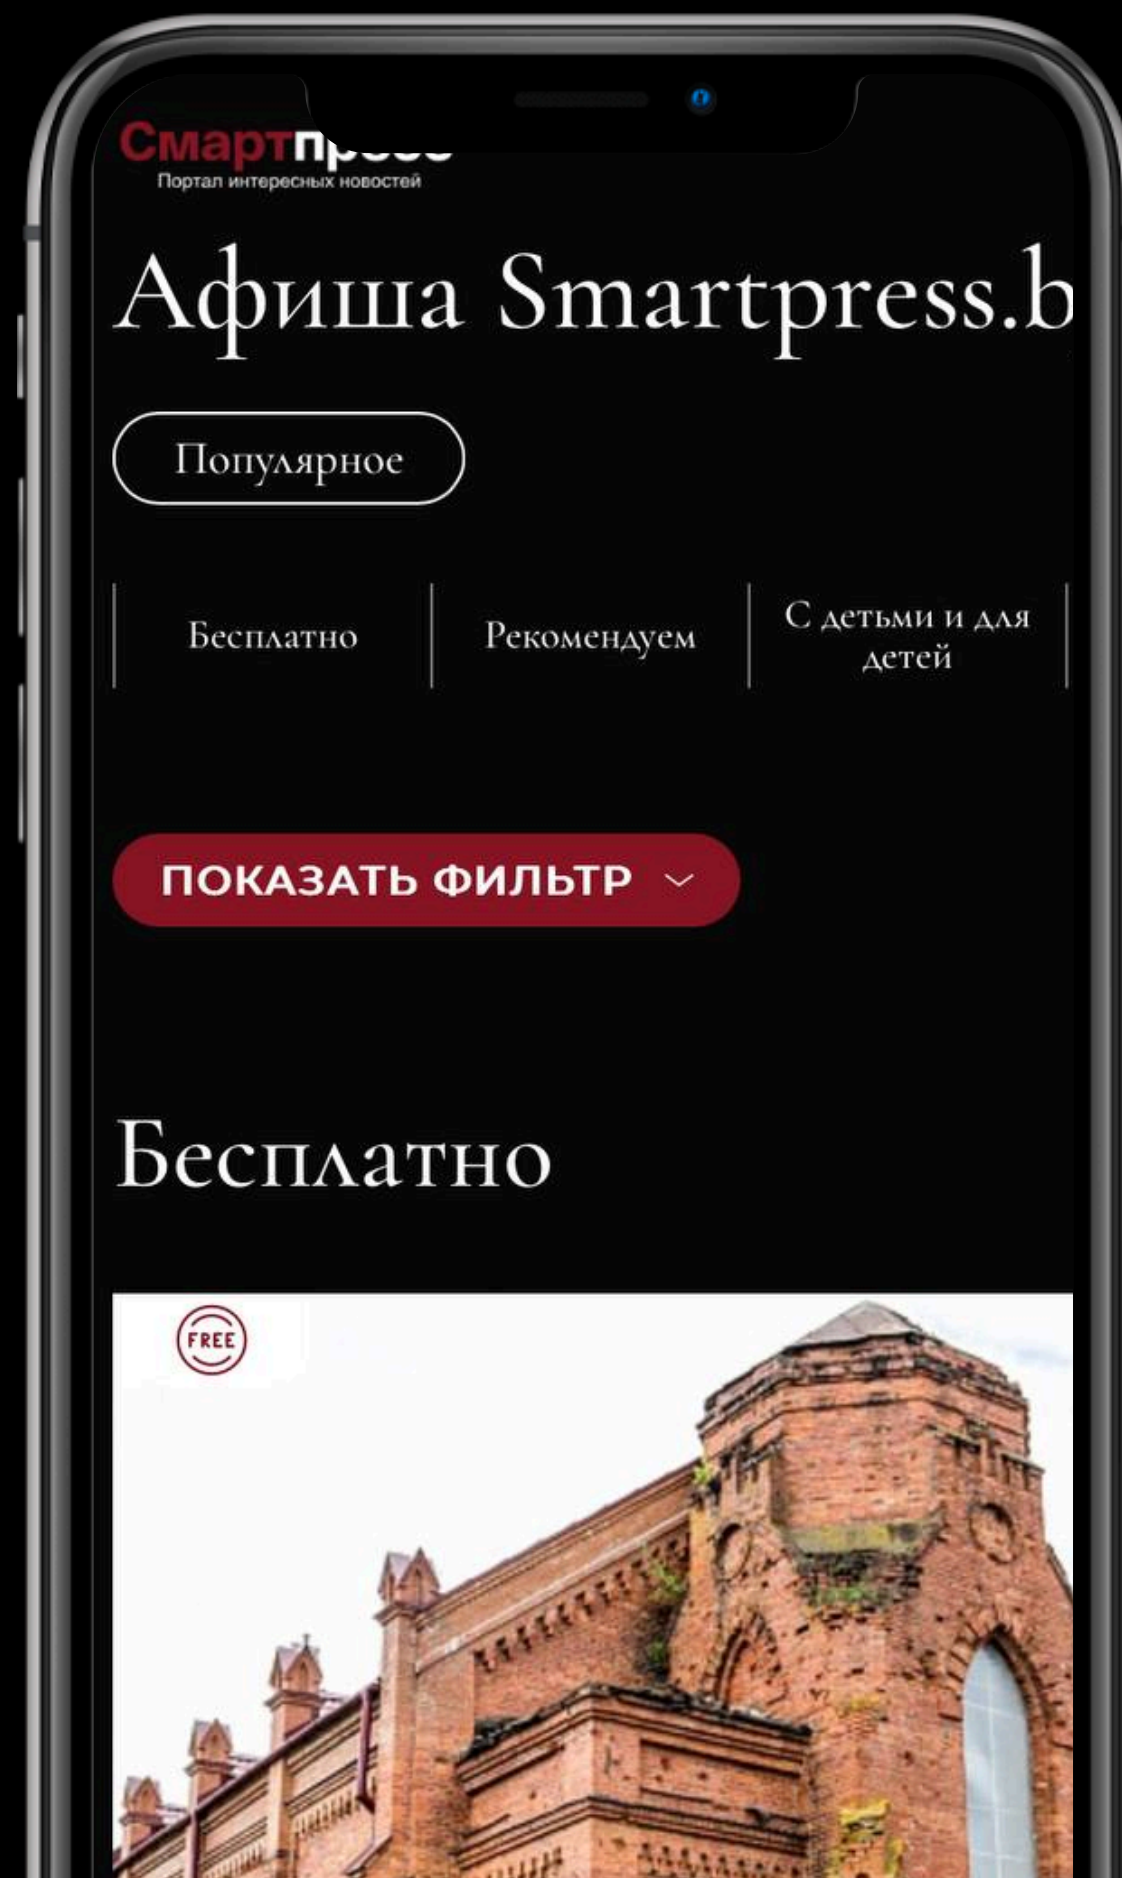 Смарт
Портал интересных новостей
Афиша Smartpress.b
Популярное
Бесплатно
Рекомендуем
С детьми и для
детей
ПОКАЗАТЬ ФИЛЬТР
Бесплатно
FREE